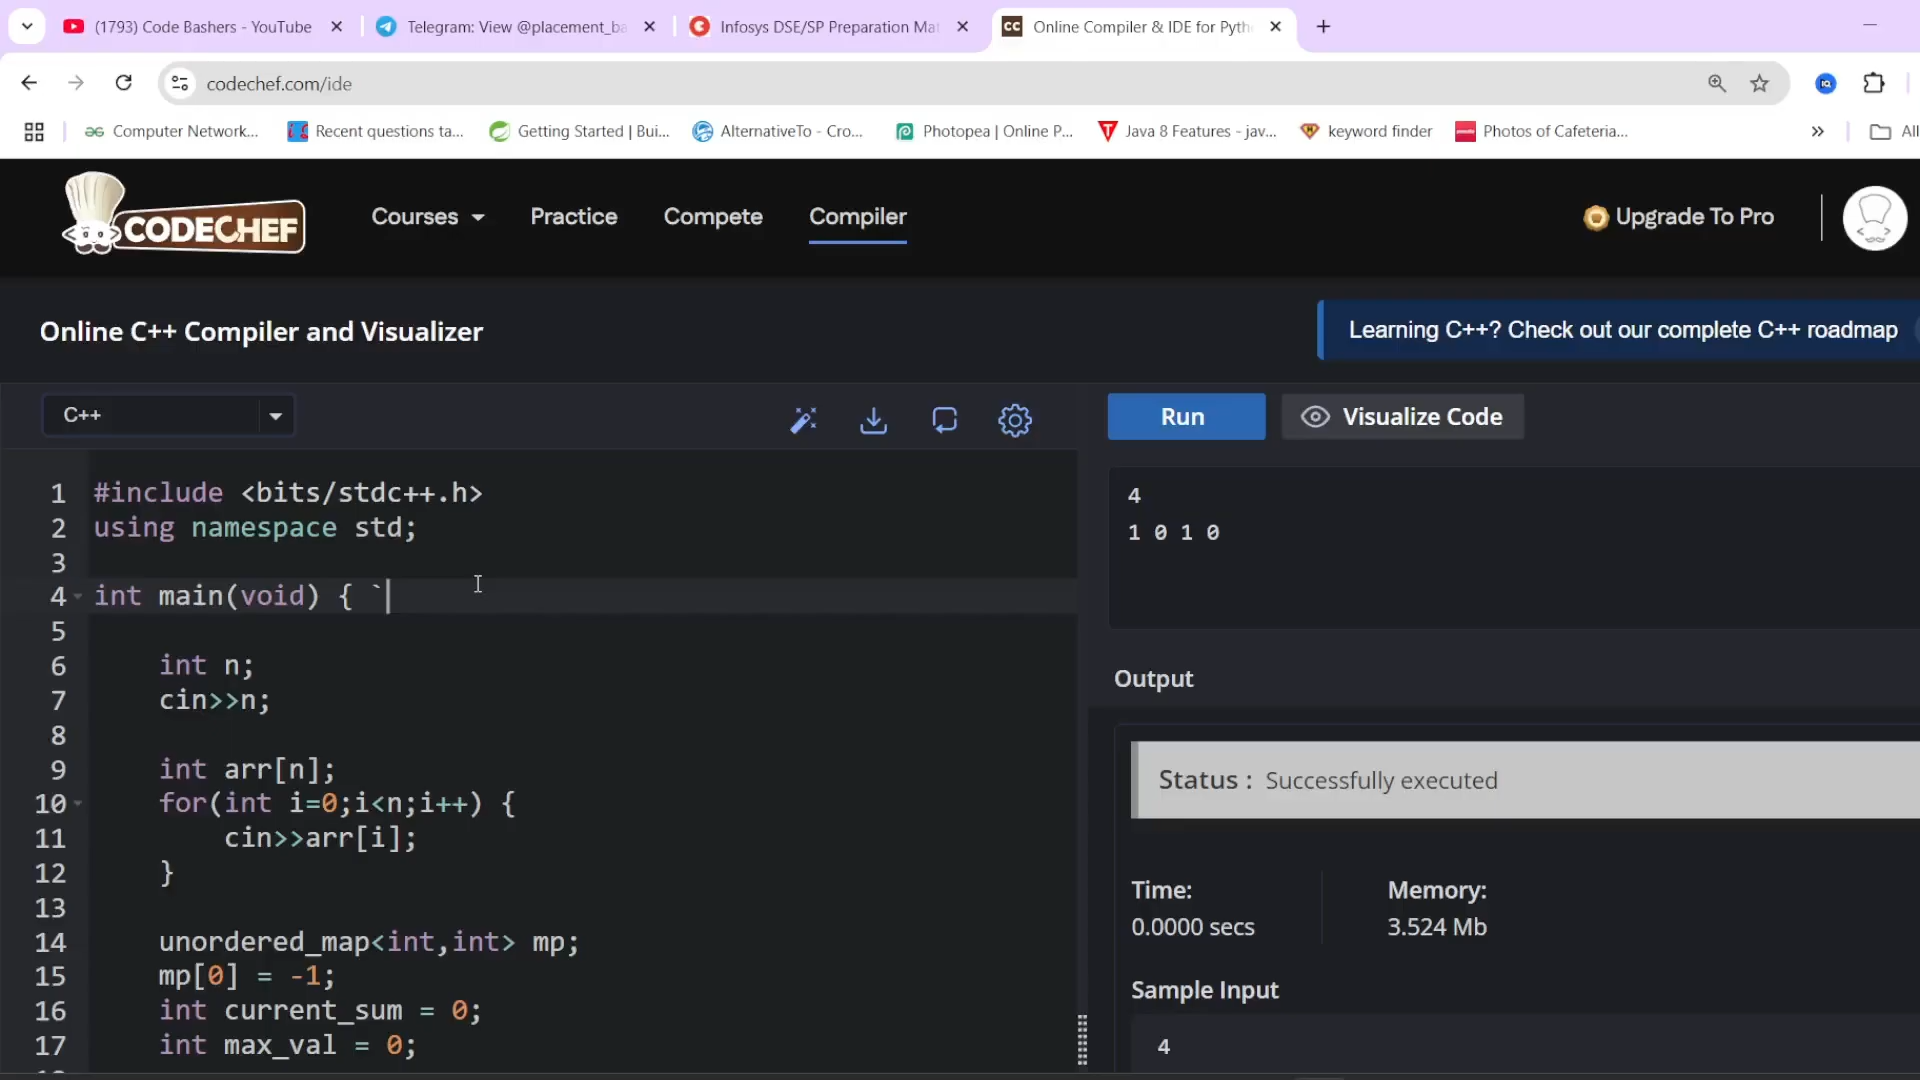 (1793) Code Bashers - YouTube
Telegram: View @placement_ba
Infosys DSE/SP Preparation Mat
CC
Online Compiler & IDE for Pyth
codechef.com/ide
Computer Network...
Recent questions ta...
Getting Started | Bui...
AlternativeTo - Cro...
Photopea | Online P...
Java 8 Features - jav...
keyword finder
Photos of Cafeteria...
All
CODECHEF
Courses
Practice
Compete
Compiler
Upgrade To Pro
Online C++ Compiler and Visualizer
Learning C++? Check out our complete C++ roadmap
C++
Run
Visualize Code
1 #include <bits/stdc++.h>
2 using namespace std;
3
4 int main(void) { `
5
6 int n;
7 cin>>n;
8
9 int arr[n];
10 for(int i=0;i<n;i++) {
11 cin>>arr[i];
12 }
13
14 unordered_map<int,int> mp;
15 mp[0] = -1;
16 int current_sum = 0;
17 int max_val = 0;
4
1 0 1 0
Output
Status : Successfully executed
Time:
0.0000 secs
Memory:
3.524 Mb
Sample Input
4